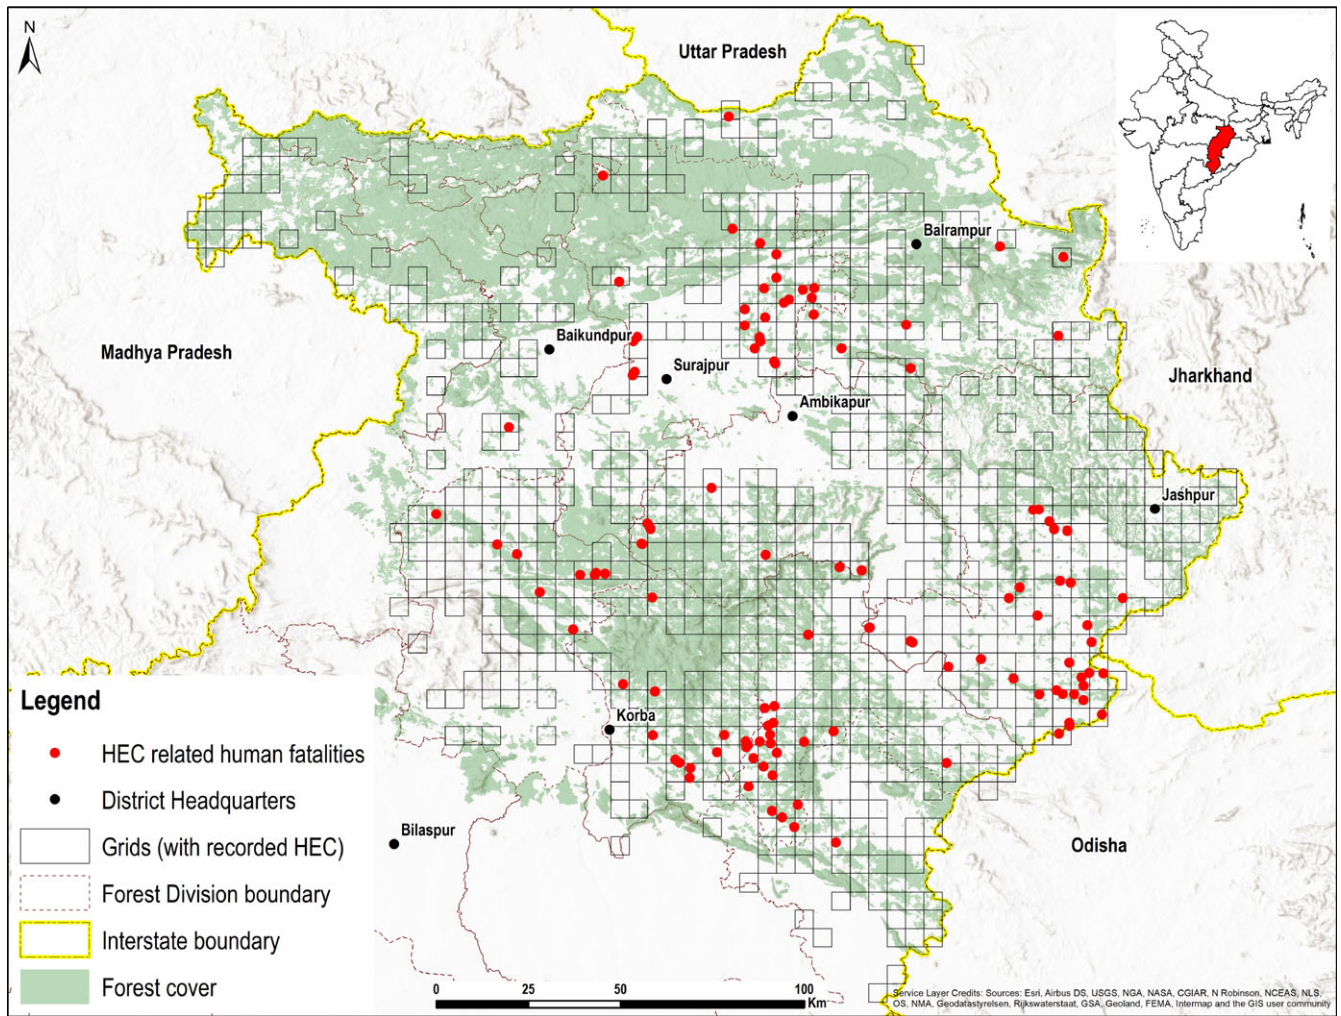 N
Uttar Pradesh
Balrampur
Madhya Pradesh
Baikundpur
Surajpur
Jharkhand
Ambikapur
Jashpur
Legend
Korba
HEC related human fatalities
District Headquarters
Bilaspur
Grids (with recorded HEC)
Odisha
Forest Division boundary
Interstate boundary
Forest cover
0 25 50 100
Km
Service Layer Credits: Sources: Esri, Airbus DS, USGS, NGA, NASA, CGIAR, N Robinson, NCEAS, NLS,
OS, NMA, Geodatastyrelsen, Rijkswaterstaat, GSA, Geoland, FEMA, Intermap and the GIS user community